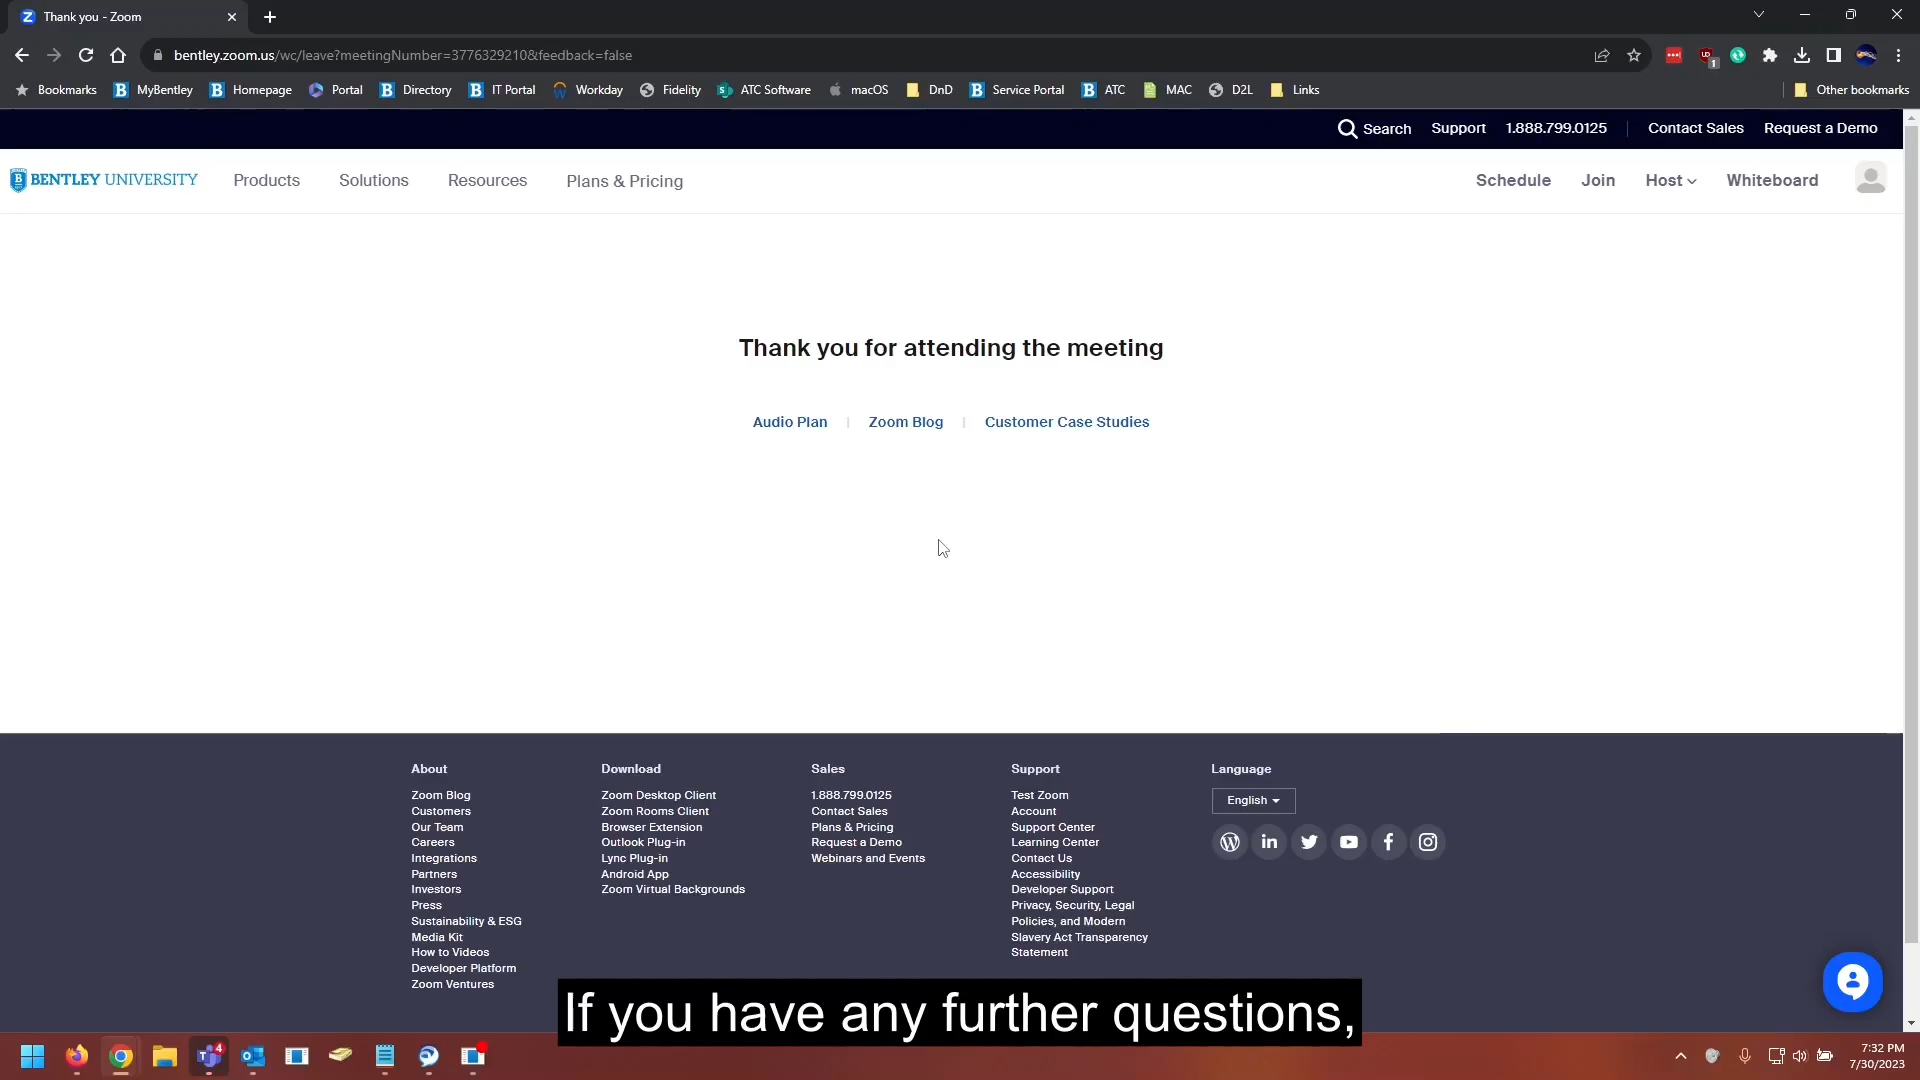 Thank you - Zoom
bentley.zoom.us/wc/leave?meetingNumber=3776329210&feedback=false
Bookmarks MyBentley Homepage Portal Directory IT Portal Workday Fidelity ATC Software macOS DnD Service Portal ATC MAC D2L Links Other bookmarks
Search Support 1.888.799.0125 Contact Sales Request a Demo
BENTLEY UNIVERSITY Products Solutions Resources Plans & Pricing Schedule Join Host Whiteboard
Thank you for attending the meeting
Audio Plan | Zoom Blog | Customer Case Studies
About
Zoom Blog
Customers
Our Team
Careers
Integrations
Partners
Investors
Press
Sustainability & ESG
Media Kit
How to Videos
Developer Platform
Zoom Ventures
Download
Zoom Desktop Client
Zoom Rooms Client
Browser Extension
Outlook Plug-in
Lync Plug-in
Android App
Zoom Virtual Backgrounds
Sales
1.888.799.0125
Contact Sales
Plans & Pricing
Request a Demo
Webinars and Events
Support
Test Zoom
Account
Support Center
Learning Center
Contact Us
Accessibility
Developer Support
Privacy, Security, Legal
Policies, and Modern
Slavery Act Transparency
Statement
Language
English
If you have any further questions,
7:32 PM
7/30/2023